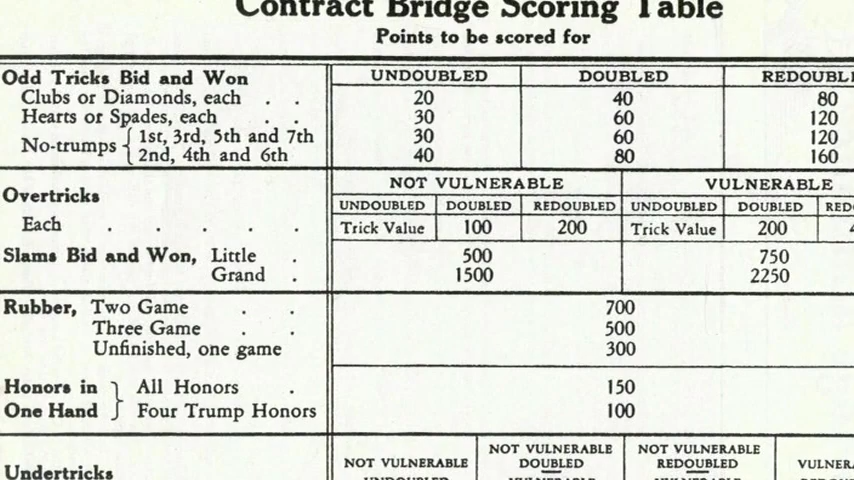 Contract Bridge Scoring Table
Points to be scored for
Odd Tricks Bid and Won UNDOUBLED DOUBLED
Clubs or Diamonds, each . . 20 40 80
Hearts or Spades, each . . 30 60 120
No-trumps { 1st, 3rd, 5th and 7th 30 60 120
2nd, 4th and 6th 40 80 160
NOT VULNERABLE VULNERABLE
Overtricks UNDOUBLED DOUBLED REDOUBLED UNDOUBLED DOUBLED
Each . . . . . Trick Value 100 200 Trick Value 200
Slams Bid and Won, Little . 500 750
Grand . 1500 2250
Rubber, Two Game . . 700
Three Game . . 500
Unfinished, one game 300
Honors in } All Honors . 150
One Hand Four Trump Honors 100
NOT VULNERABLE NOT VULNERABLE
Undertricks NOT VULNERABLE DOUBLED REDOUBLED